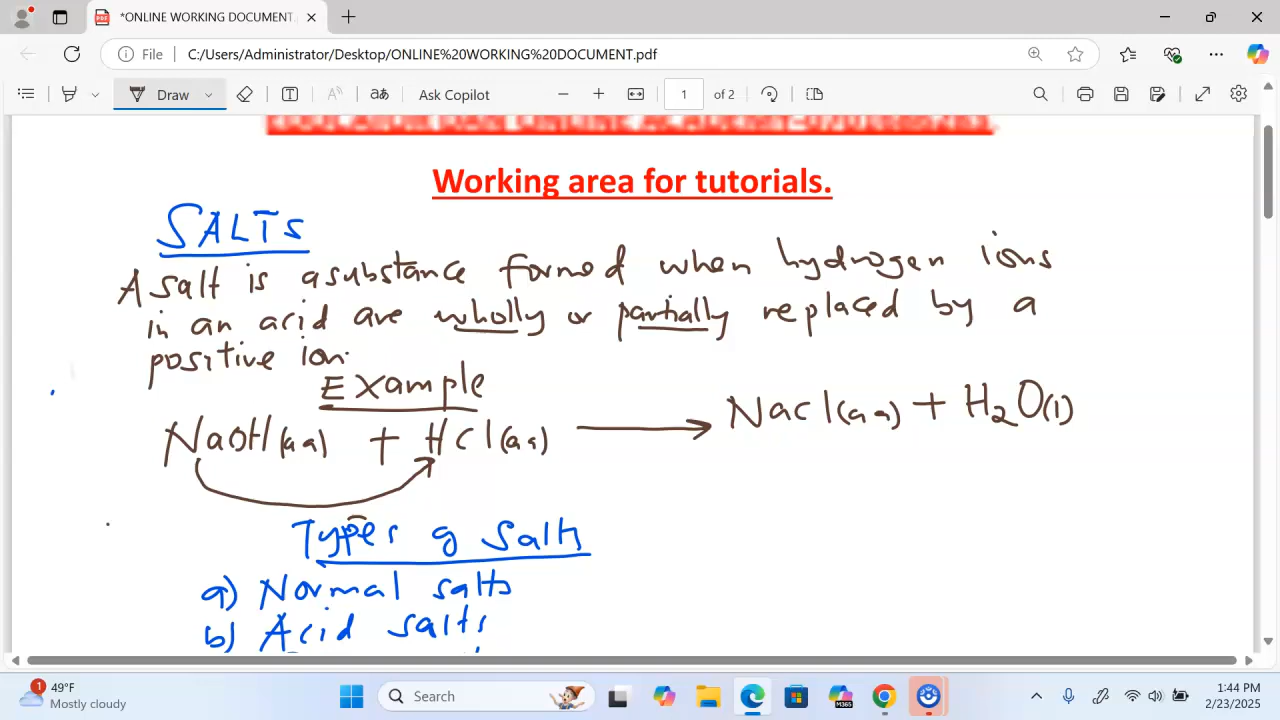 *ONLINE WORKING DOCUMENT.
File
C:/Users/Administrator/Desktop/ONLINE%20WORKING%20DOCUMENT.pdf
Draw
Ask Copilot
1 of 2
Working area for tutorials.
SALTS
A salt is a substance formed when hydrogen ions
in an acid are wholly or partially replaced by a
positive ion.
Example
NaOH(aq) + HCl(aq) → NaCl(aq) + H₂O(l)
Types of Salts
a) Normal salts
b) Acid salts
1
49°F
Mostly cloudy
Search
M365
1:44 PM
2/23/2025